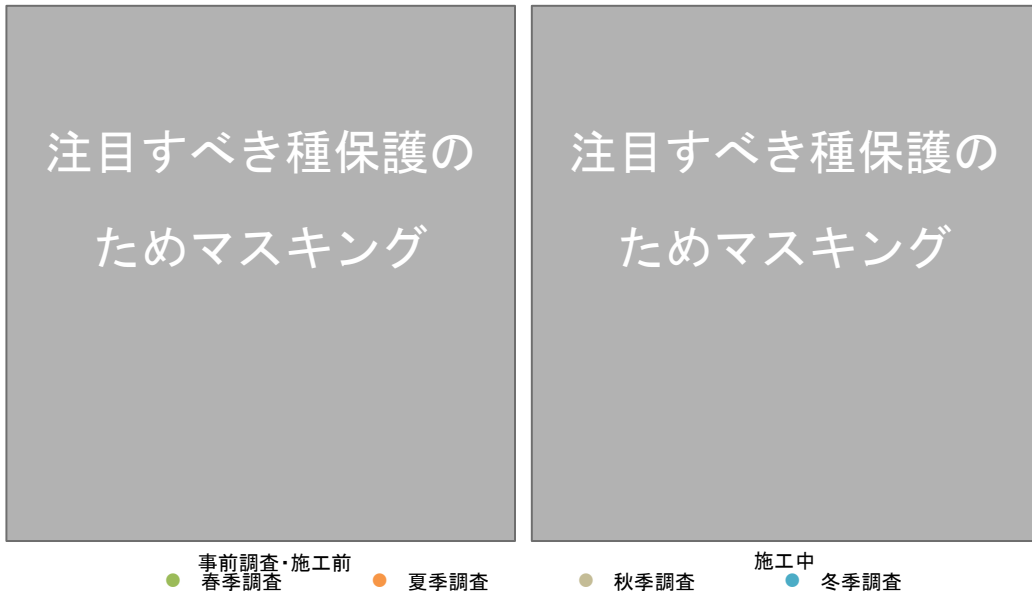 注目すべき種保護の
ためマスキング
注目すべき種保護の
ためマスキング
事前調査・施工前
施工中
春季調査
夏季調査
秋季調査
冬季調査